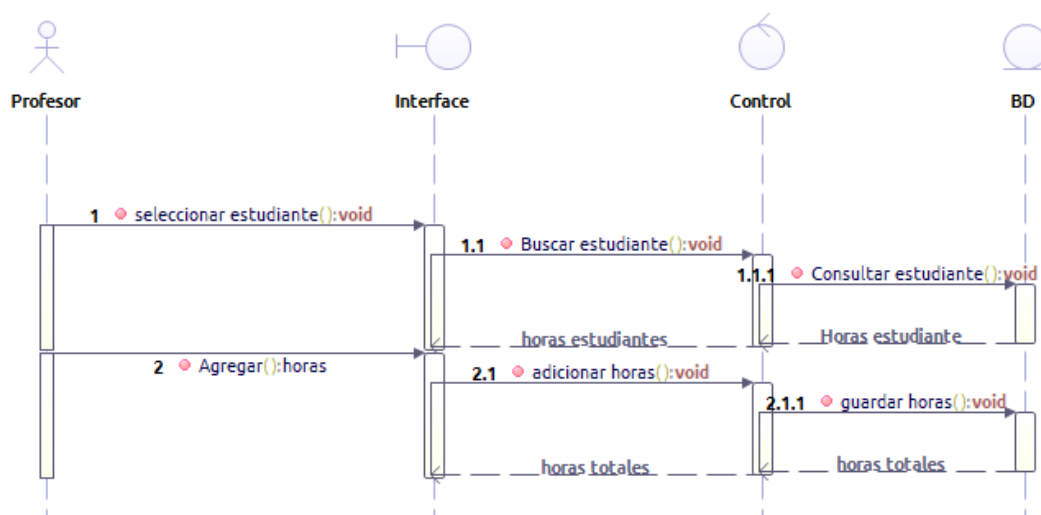 Profesor
Interface
Control
BD
1 seleccionar estudiante():void
1.1 Buscar estudiante():void
1.1.1 Consultar estudiante():void
horas estudiantes
Horas estudiante
2 Agregar():horas
2.1 adicionar horas():void
2.1.1 guardar horas():void
horas totales
horas totales